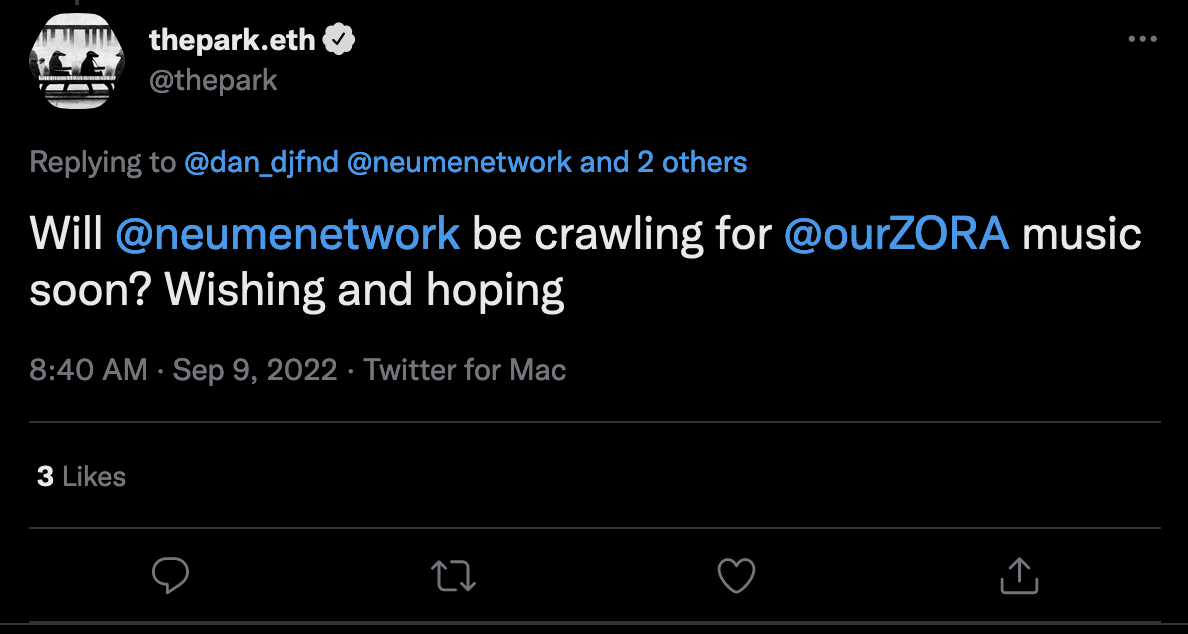 thepark.eth
@thepark
Replying to @dan_djfnd @neumenetwork and 2 others
Will @neumenetwork be crawling for @ourZORA music
soon? Wishing and hoping
8:40 AM · Sep 9, 2022 · Twitter for Mac
3 Likes